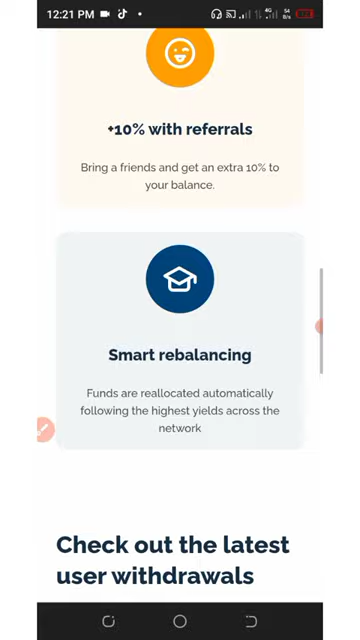 12:21 PM
+10% with referrals
Bring a friends and get an extra 10% to
your balance.
Smart rebalancing
Funds are reallocated automatically
following the highest yields across the
network
Check out the latest
user withdrawals